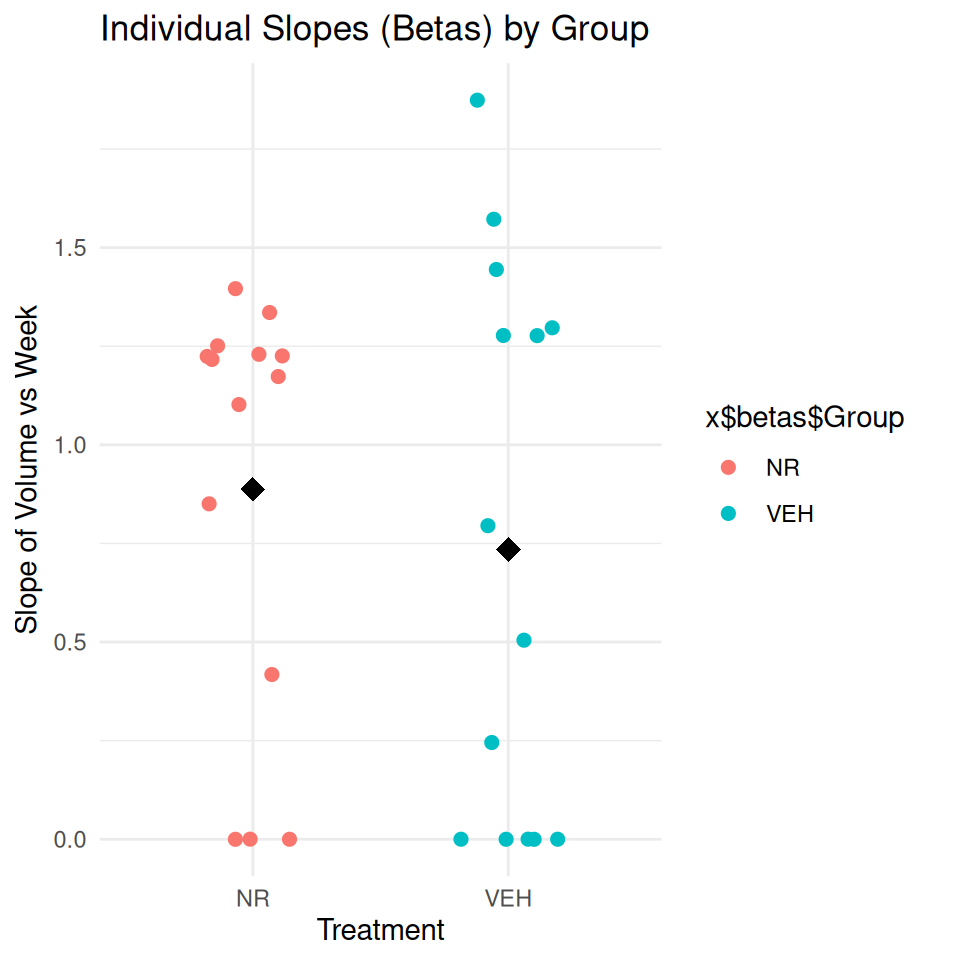 Individual Slopes (Betas) by Group
Slope of Volume vs Week
1.5
1.0
0.5
0.0
NR
VEH
Treatment
x$betas$Group
NR
VEH